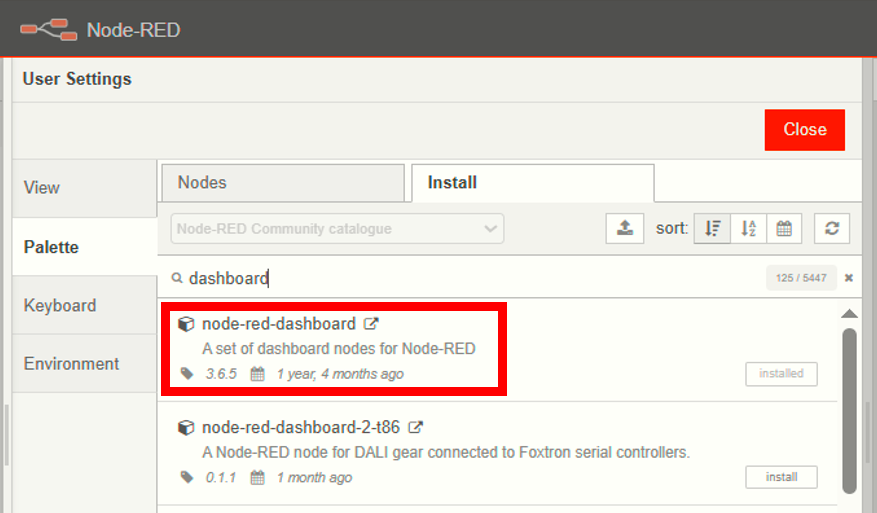 Node-RED
User Settings
Close
View
Palette
Keyboard
Environment
Nodes
Install
Node-RED Community catalogue
sort:
dashboard
125 / 5447
node-red-dashboard
A set of dashboard nodes for Node-RED
3.6.5 1 year, 4 months ago
installed
node-red-dashboard-2-t86
A Node-RED node for DALI gear connected to Foxtron serial controllers.
0.1.1 1 month ago
install